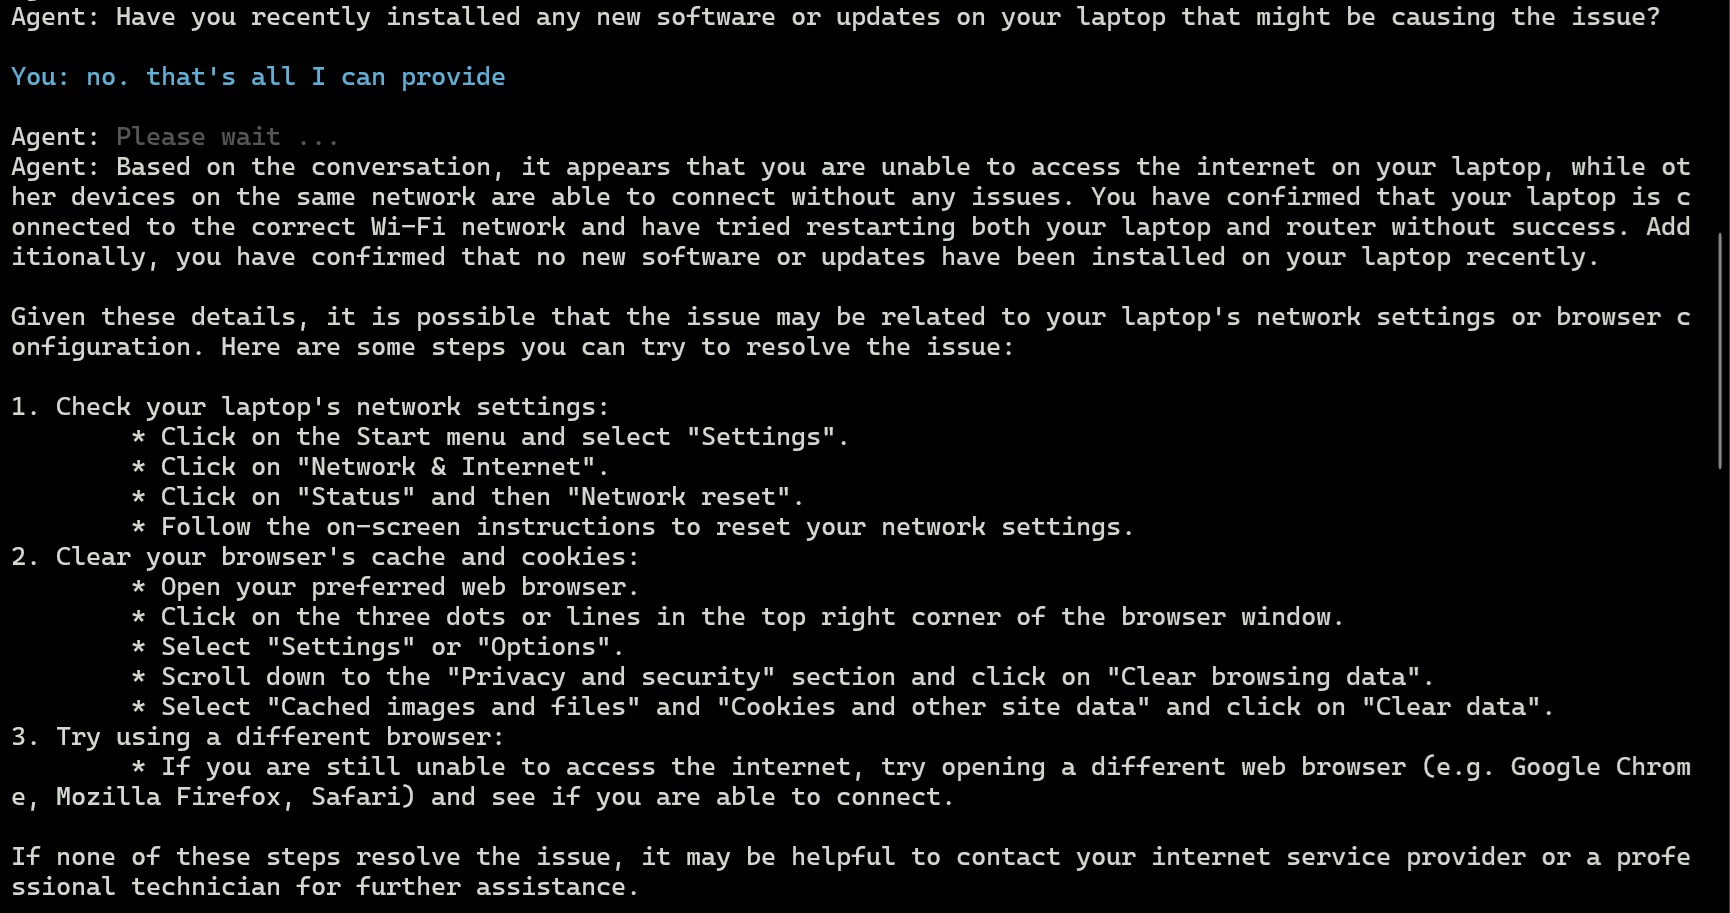 Agent: Have you recently installed any new software or updates on your laptop that might be causing the issue?
You: no. that's all I can provide
Agent: Please wait ...
Agent: Based on the conversation, it appears that you are unable to access the internet on your laptop, while ot
her devices on the same network are able to connect without any issues. You have confirmed that your laptop is c
onnected to the correct Wi-Fi network and have tried restarting both your laptop and router without success. Add
itionally, you have confirmed that no new software or updates have been installed on your laptop recently.
Given these details, it is possible that the issue may be related to your laptop's network settings or browser c
onfiguration. Here are some steps you can try to resolve the issue:
1. Check your laptop's network settings:
* Click on the Start menu and select "Settings".
* Click on "Network & Internet".
* Click on "Status" and then "Network reset".
* Follow the on-screen instructions to reset your network settings.
2. Clear your browser's cache and cookies:
* Open your preferred web browser.
* Click on the three dots or lines in the top right corner of the browser window.
* Select "Settings" or "Options".
* Scroll down to the "Privacy and security" section and click on "Clear browsing data".
* Select "Cached images and files" and "Cookies and other site data" and click on "Clear data".
3. Try using a different browser:
* If you are still unable to access the internet, try opening a different web browser (e.g. Google Chrom
e, Mozilla Firefox, Safari) and see if you are able to connect.
If none of these steps resolve the issue, it may be helpful to contact your internet service provider or a profe
ssional technician for further assistance.